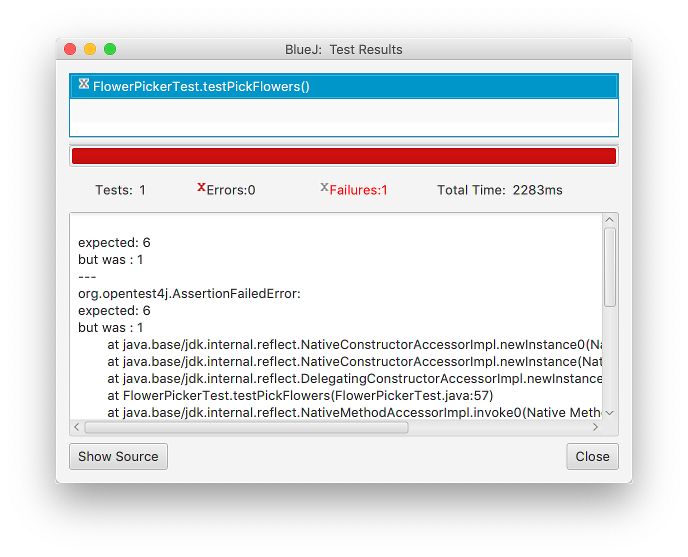 BlueJ: Test Results
FlowerPickerTest.testPickFlowers()
Tests: 1 Errors:0 Failures:1 Total Time: 2283ms
expected: 6
but was : 1
---
org.opentest4j.AssertionFailedError:
expected: 6
but was : 1
at java.base/jdk.internal.reflect.NativeConstructorAccessorImpl.newInstance0(Na
at java.base/jdk.internal.reflect.NativeConstructorAccessorImpl.newInstance(Nat
at java.base/jdk.internal.reflect.DelegatingConstructorAccessorImpl.newInstance
at FlowerPickerTest.testPickFlowers(FlowerPickerTest.java:57)
at java.base/jdk.internal.reflect.NativeMethodAccessorImpl.invoke0(Native Meth
Show Source Close